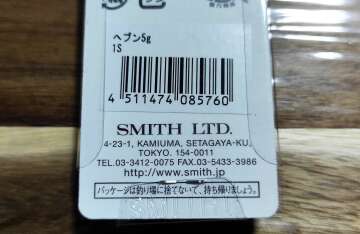 ヘブン5g
1S
4 511474 085760
SMITH LTD.
4-23-1, KAMIUMA, SETAGAYA-KU,
TOKYO. 154-0011
TEL.03-3412-0075 FAX.03-5433-3986
http://www.smith.jp
パッケージは釣り場に捨てないで、持ち帰りましょう。